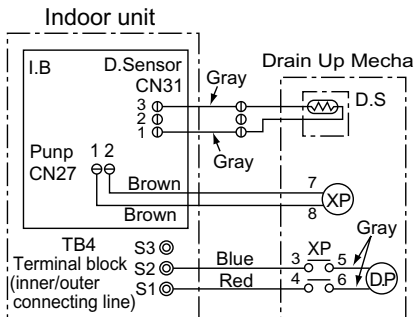 Indoor unit
Drain Up Mecha
I.B
D.Sensor
CN31
3
2
1
Gray
Gray
D.S
Punp
CN27
1 2
Brown
Brown
7
8
XP
TB4
Terminal block
(inner/outer
connecting line)
S3
S2
S1
Blue
Red
XP
3
5
4
6
Gray
D.P